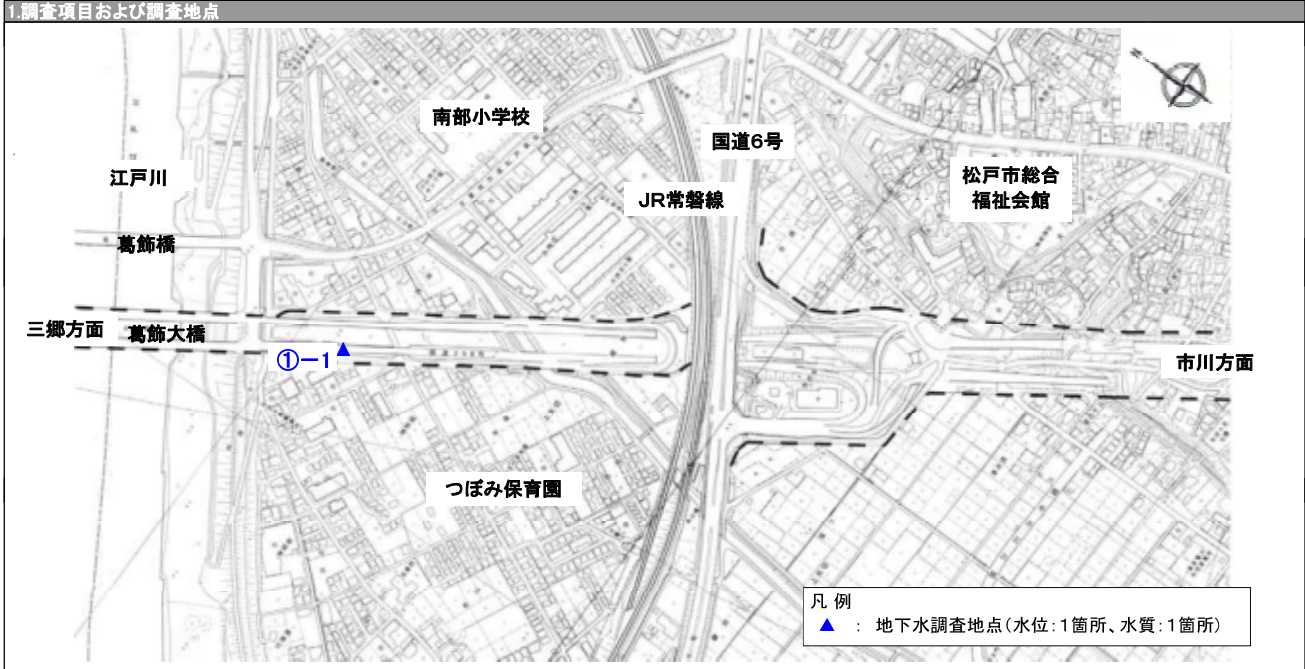 1.調査項目および調査地点
N
南部小学校
国道6号
江戸川
松戸市総合
福祉会館
JR常磐線
葛飾橋
三郷方面
葛飾大橋
①－1
市川方面
つぼみ保育園
凡 例
▲ : 地下水調査地点(水位:1箇所、水質:1箇所)